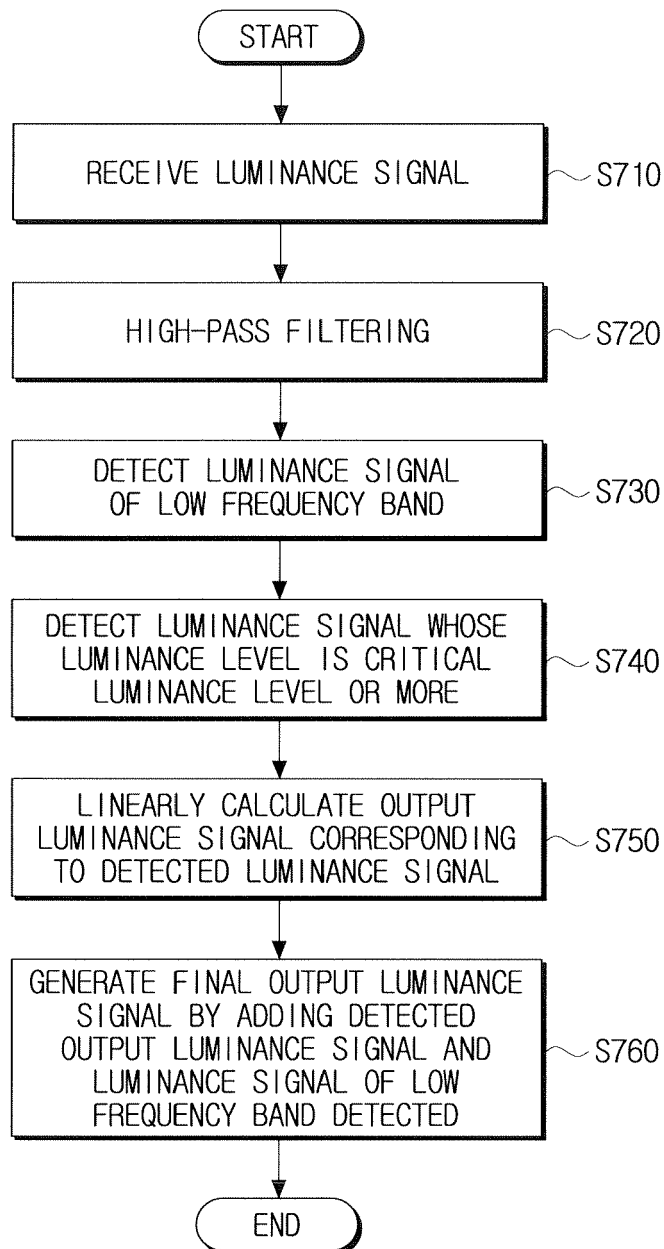 START
RECEIVE LUMINANCE SIGNAL
S710
HIGH-PASS FILTERING
S720
DETECT LUMINANCE SIGNAL
OF LOW FREQUENCY BAND
S730
DETECT LUMINANCE SIGNAL WHOSE
LUMINANCE LEVEL IS CRITICAL
LUMINANCE LEVEL OR MORE
S740
LINEARLY CALCULATE OUTPUT
LUMINANCE SIGNAL CORRESPONDING
TO DETECTED LUMINANCE SIGNAL
S750
GENERATE FINAL OUTPUT LUMINANCE
SIGNAL BY ADDING DETECTED
OUTPUT LUMINANCE SIGNAL AND
LUMINANCE SIGNAL OF LOW
FREQUENCY BAND DETECTED
S760
END